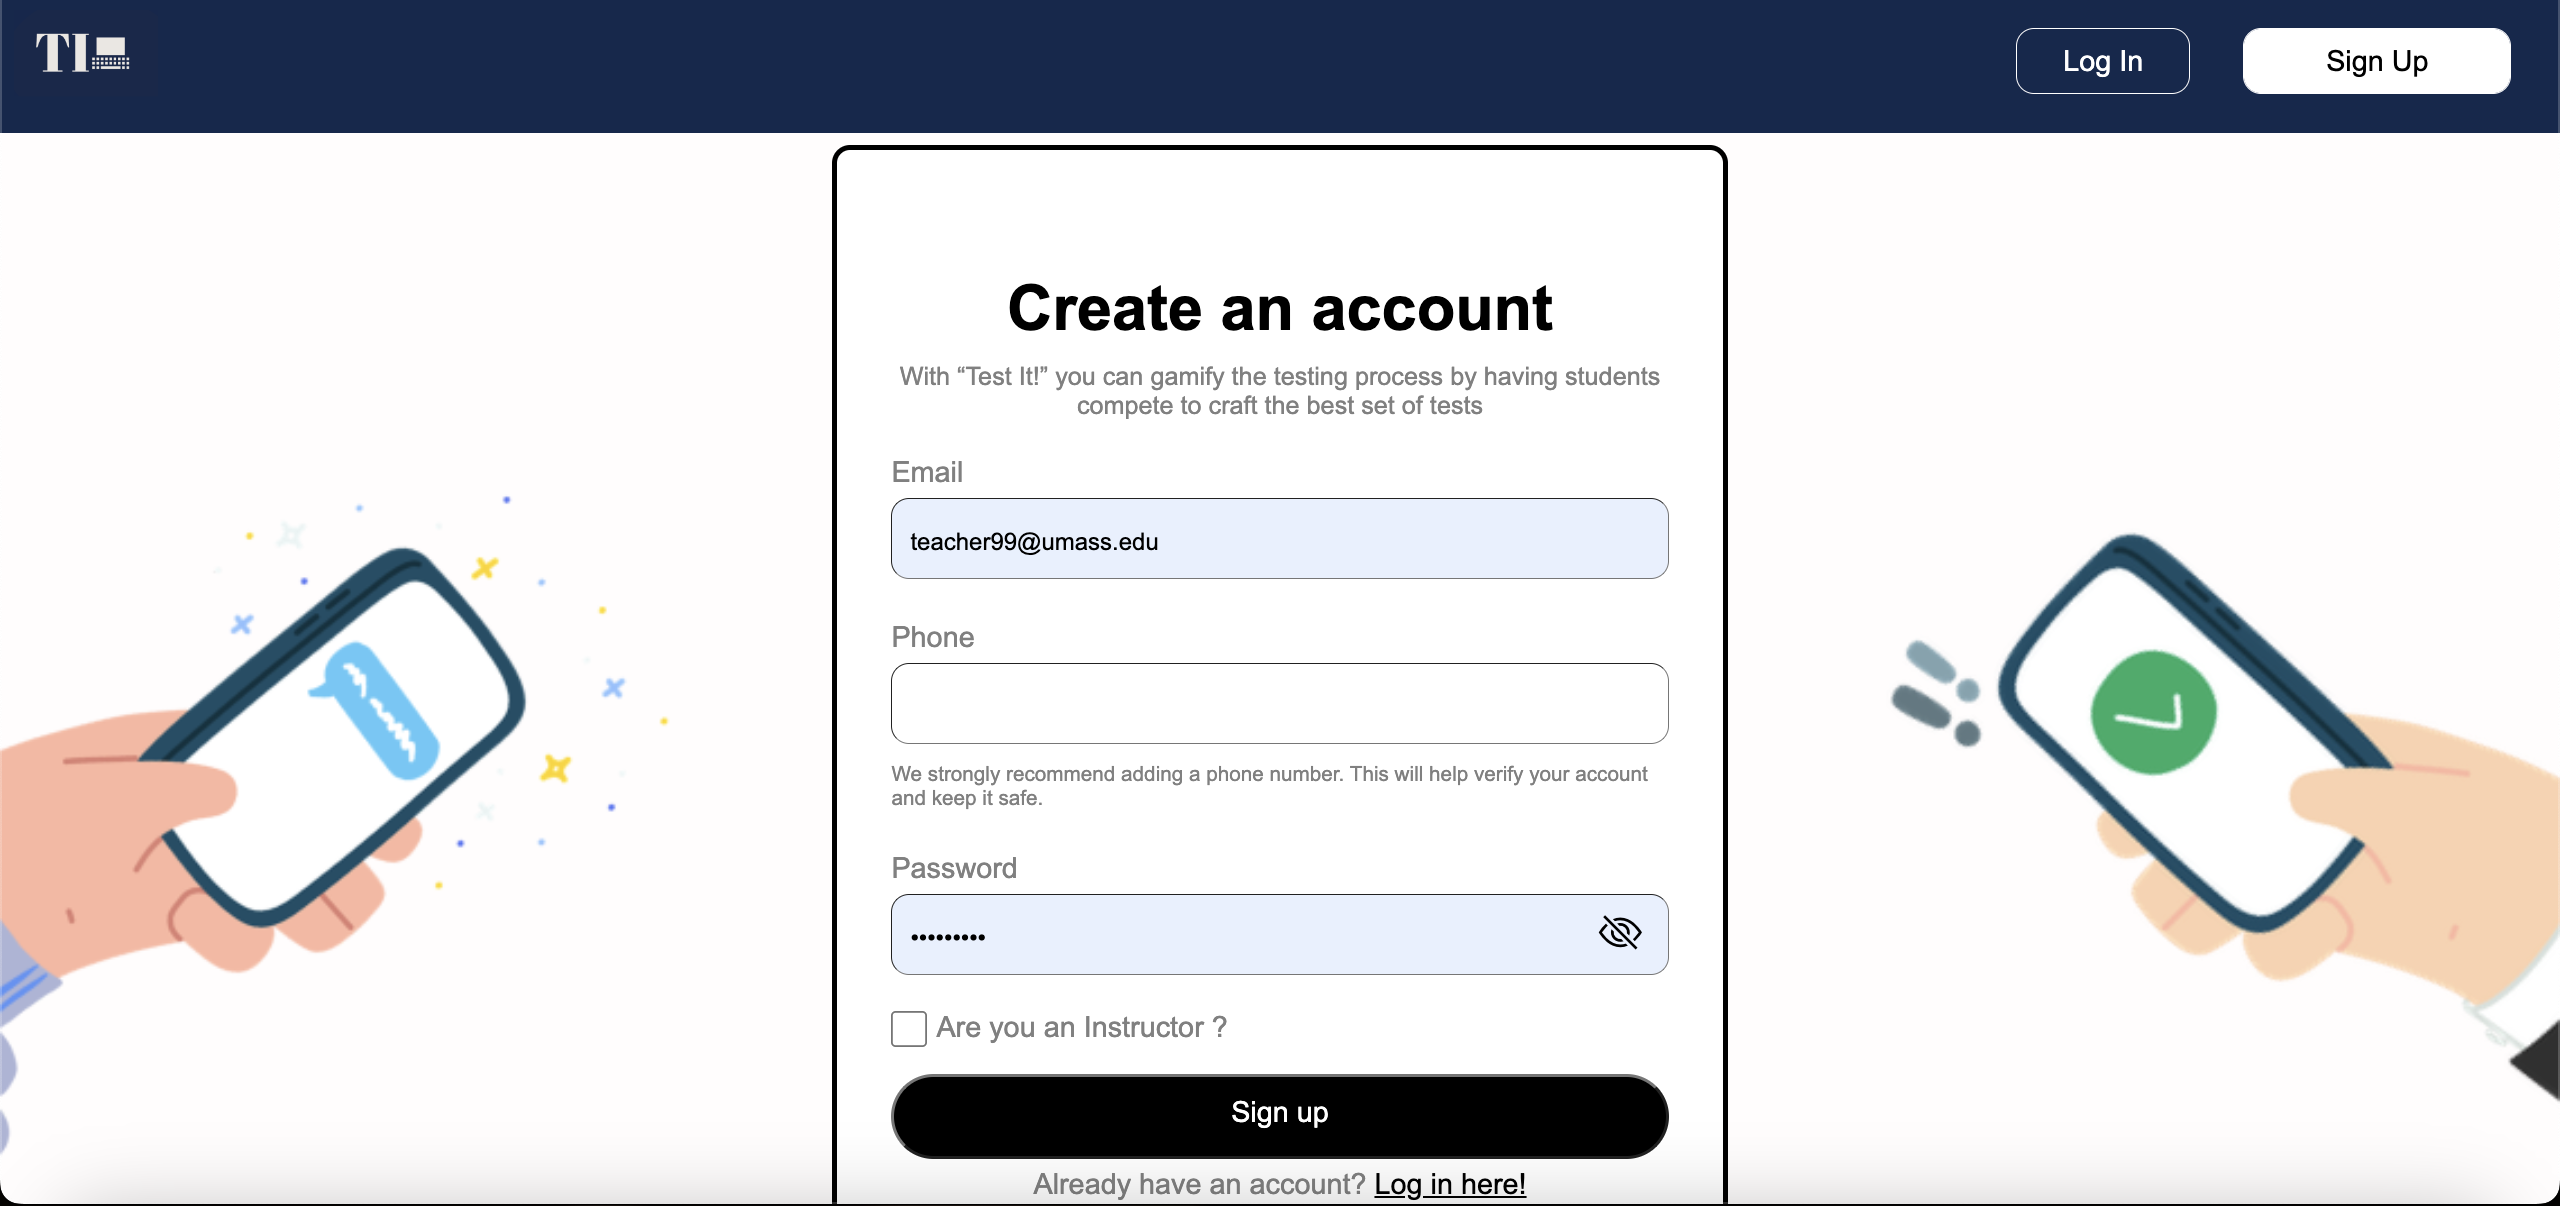 TI
Log In
Sign Up
Create an account
With “Test It!” you can gamify the testing process by having students
compete to craft the best set of tests
Email
teacher99@umass.edu
Phone
We strongly recommend adding a phone number. This will help verify your account
and keep it safe.
Password
•••••••••
Are you an Instructor ?
Sign up
Already have an account? Log in here!